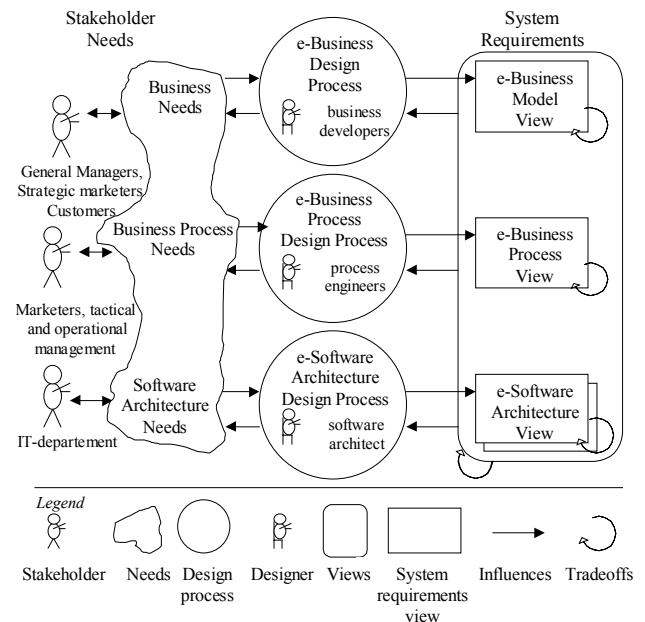 Stakeholder
Needs
System
Requirements
Business
Needs
e-Business
Design
Process
business
developers
e-Business
Model
View
General Managers,
Strategic marketers
Customers
Business Process
Needs
e-Business
Process
Design Process
process
engineers
e-Business
Process
View
Marketers, tactical
and operational
management
Software
Architecture
Needs
e-Software
Architecture
Design Process
software
architect
e-Software
Architecture
View
IT-departement
Legend
Stakeholder
Needs
Design
process
Designer
Views
System
requirements
view
Influences
Tradeoffs